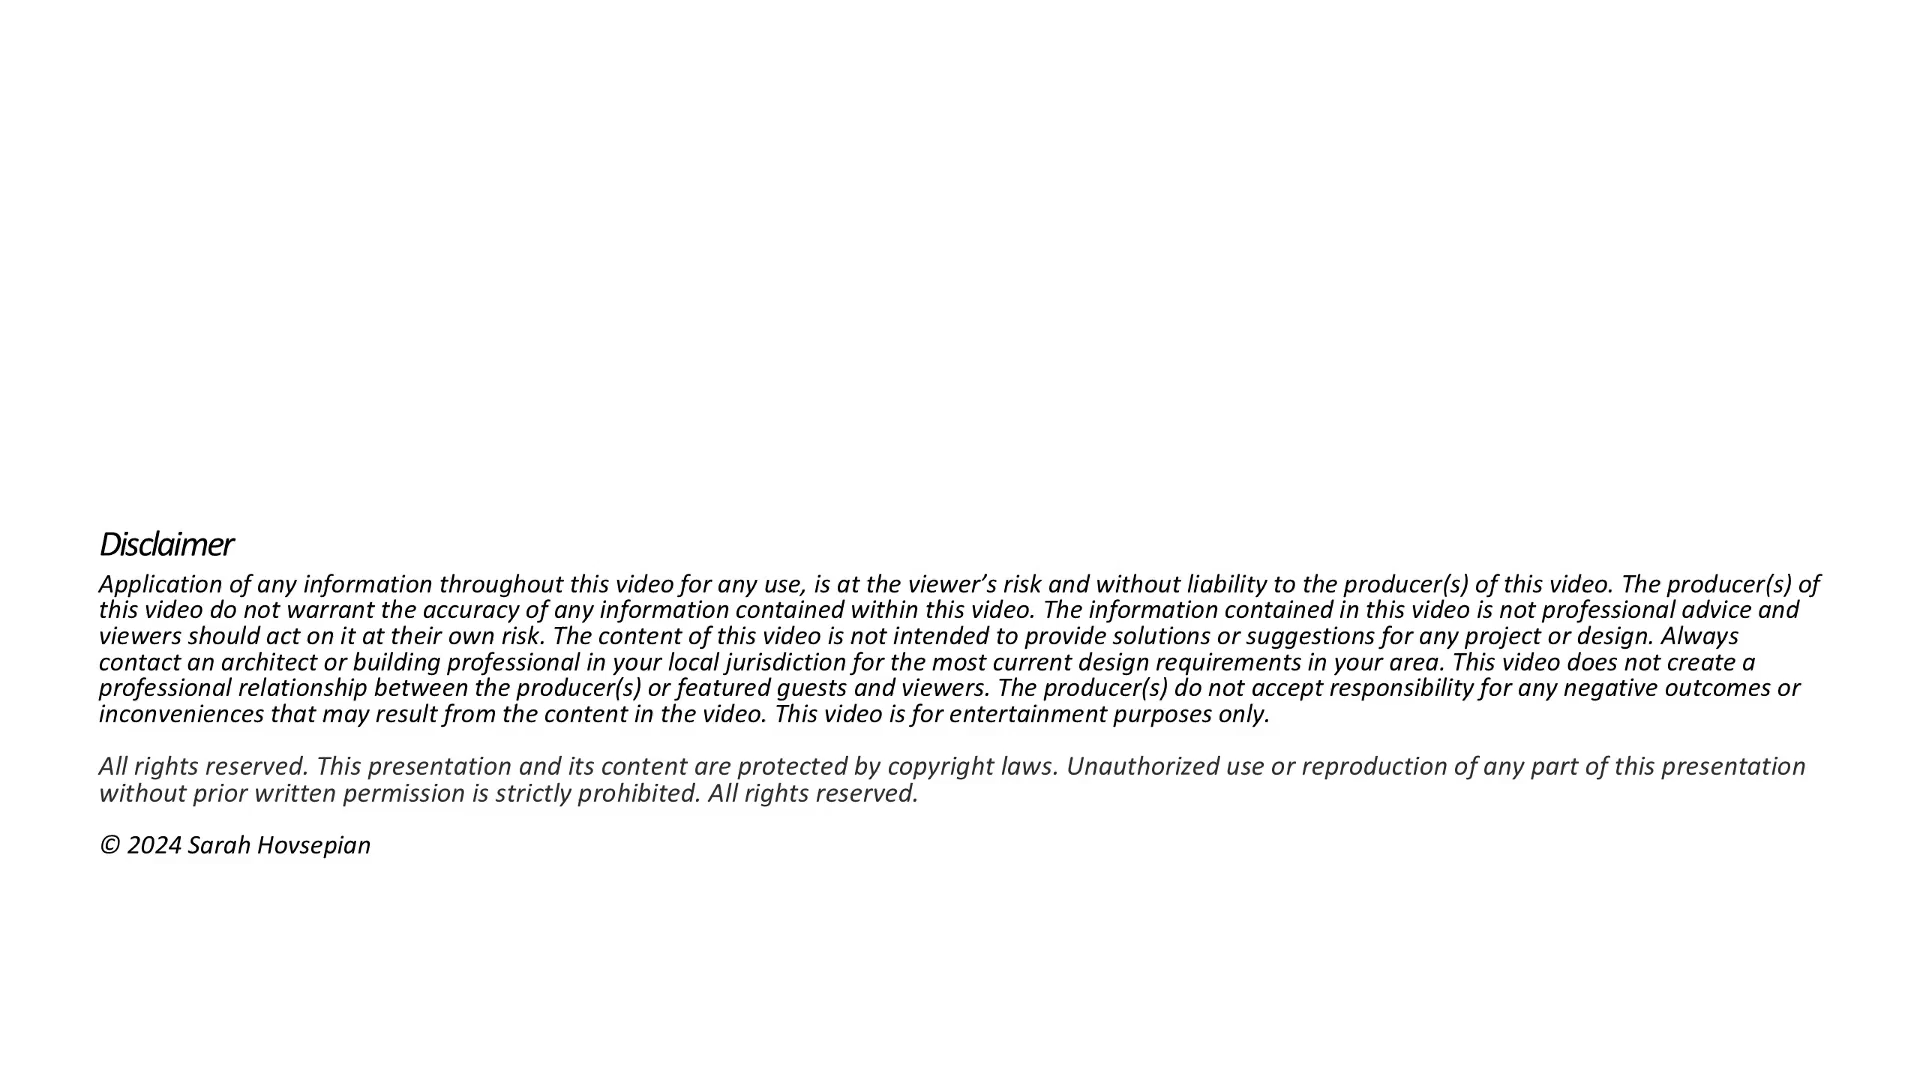 Disclaimer
Application of any information throughout this video for any use, is at the viewer’s risk and without liability to the producer(s) of this video. The producer(s) of
this video do not warrant the accuracy of any information contained within this video. The information contained in this video is not professional advice and
viewers should act on it at their own risk. The content of this video is not intended to provide solutions or suggestions for any project or design. Always
contact an architect or building professional in your local jurisdiction for the most current design requirements in your area. This video does not create a
professional relationship between the producer(s) or featured guests and viewers. The producer(s) do not accept responsibility for any negative outcomes or
inconveniences that may result from the content in the video. This video is for entertainment purposes only.
All rights reserved. This presentation and its content are protected by copyright laws. Unauthorized use or reproduction of any part of this presentation
without prior written permission is strictly prohibited. All rights reserved.
© 2024 Sarah Hovsepian